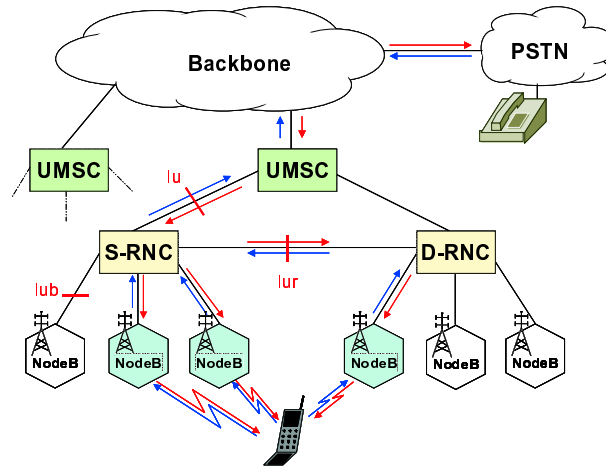 Backbone
PSTN
UMSC
UMSC
Iu
S-RNC
D-RNC
Iub
Iur
NodeB
NodeB
NodeB
NodeB
NodeB
NodeB